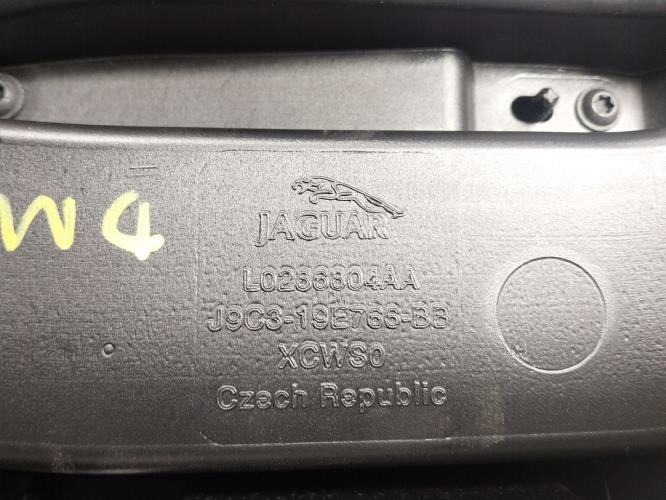 W4
JAGUAR
L0286804AA
J9C3-19E766-BB
XCWS0
Czech Republic